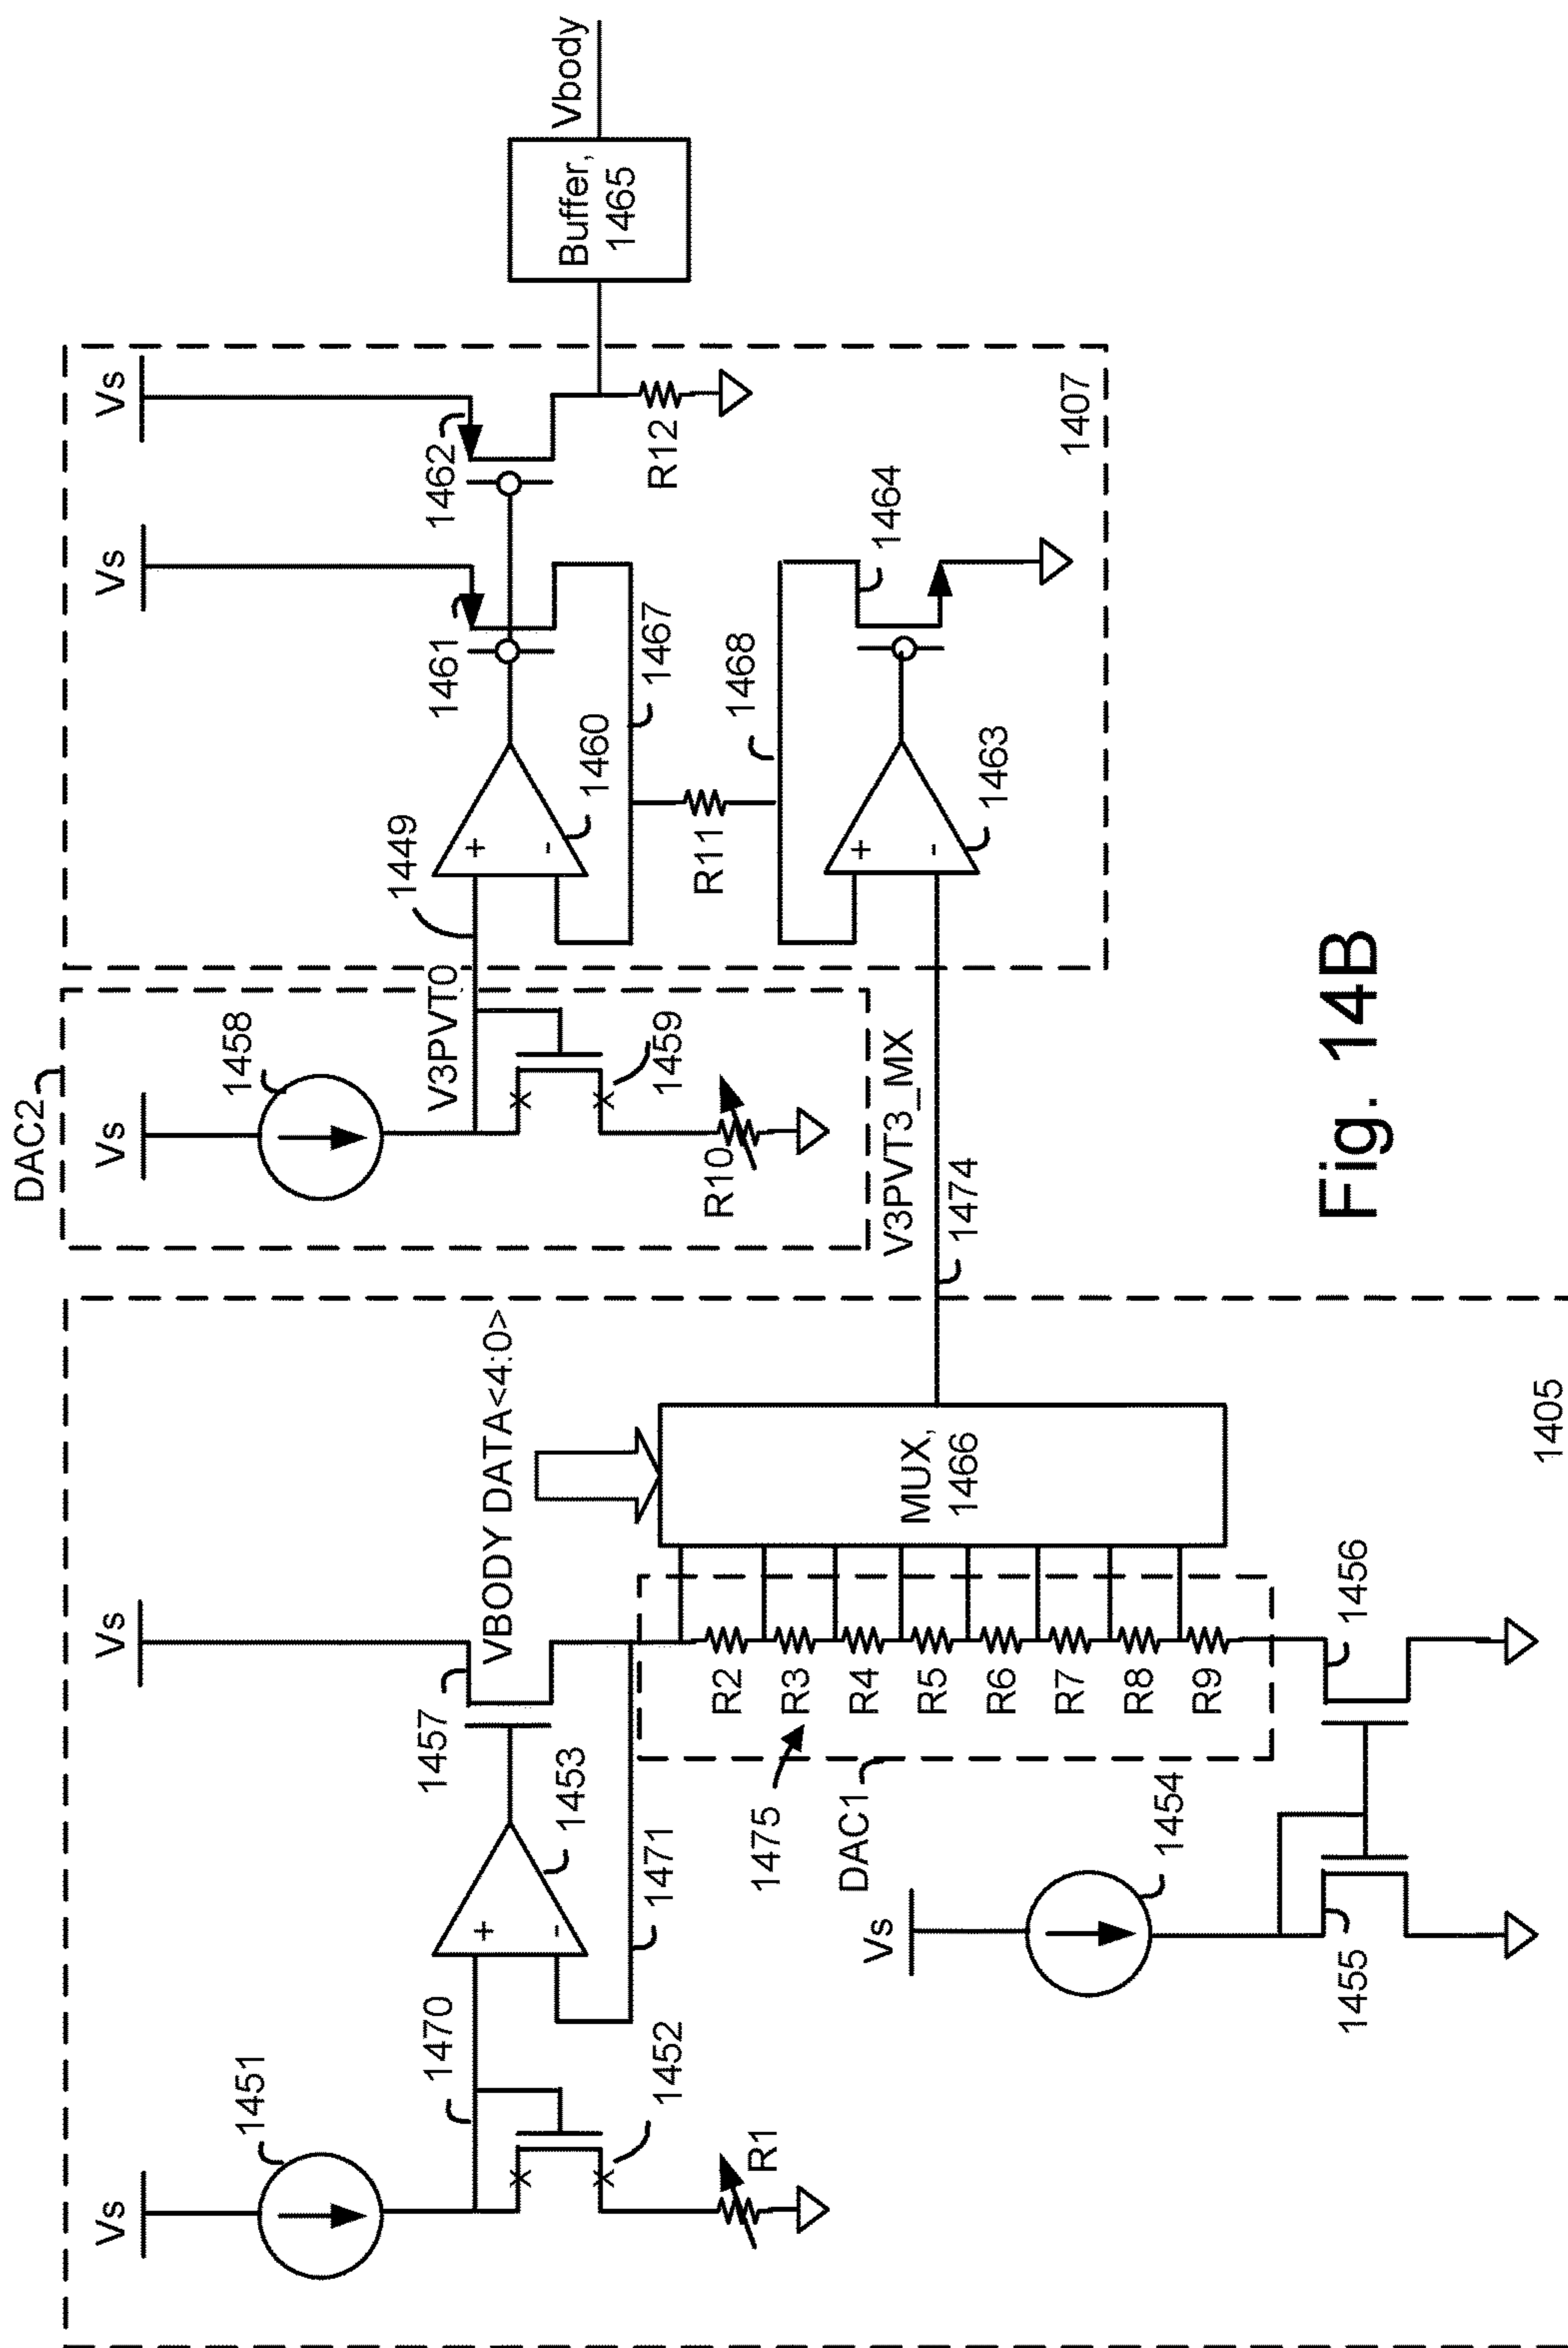 DAC2
Vs
1451
1470
1452
R1
1453
1471
Vs
1457
VBODY DATA<4:0>
R2
R3
R4
R5
R6
R7
R8
R9
1475
DAC1
MUX,
1466
Vs
1454
1455
1456
1405
Vs
1458
V3PVT0
1459
R10
V3PVT3_MX
1474
1449
+
-
1460
1461
Vs
1467
1462
Vs
R12
R11
1468
+
-
1463
1464
1407
Buffer,
1465
Vbody
+
-
Fig. 14B